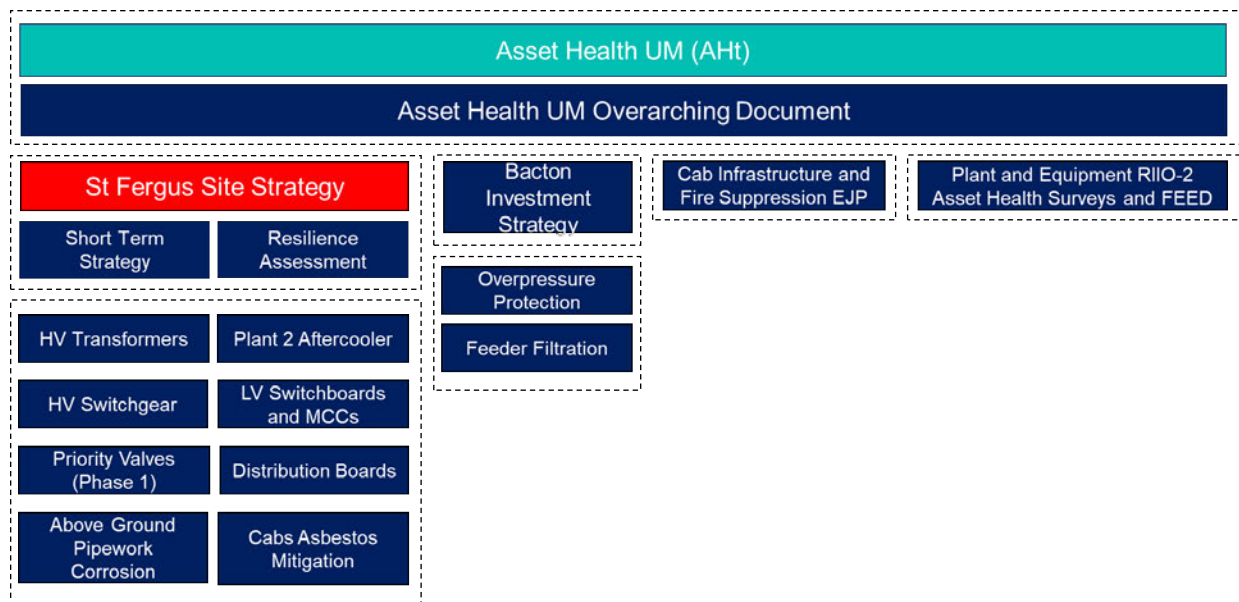 Asset Health UM (AHt)
Asset Health UM Overarching Document
St Fergus Site Strategy
Short Term
Strategy
Resilience
Assessment
HV Transformers
Plant 2 Aftercooler
HV Switchgear
LV Switchboards
and MCCs
Priority Valves
(Phase 1)
Distribution Boards
Above Ground
Pipework
Corrosion
Cabs Asbestos
Mitigation
Bacton
Investment
Strategy
Overpressure
Protection
Feeder Filtration
Cab Infrastructure and
Fire Suppression EJP
Plant and Equipment RIIO-2
Asset Health Surveys and FEED